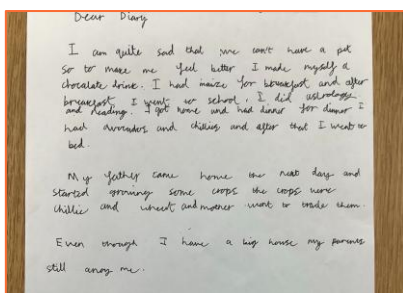 Dear Diary
I am quite sad that we can't have a pet
so to make me feel better I made myself a
chocalate drink. I had maize for breakfast and after
breakfast I went to school, I did astrology
and reading. I got home and had dinner for dinner I
had avocados and chillies and after that I went to
bed.
My father came home the next day and
started growing some crops the crops were
chillie and wheat and mother went to trade them.
Even though I have a big house my parents
still anoy me.